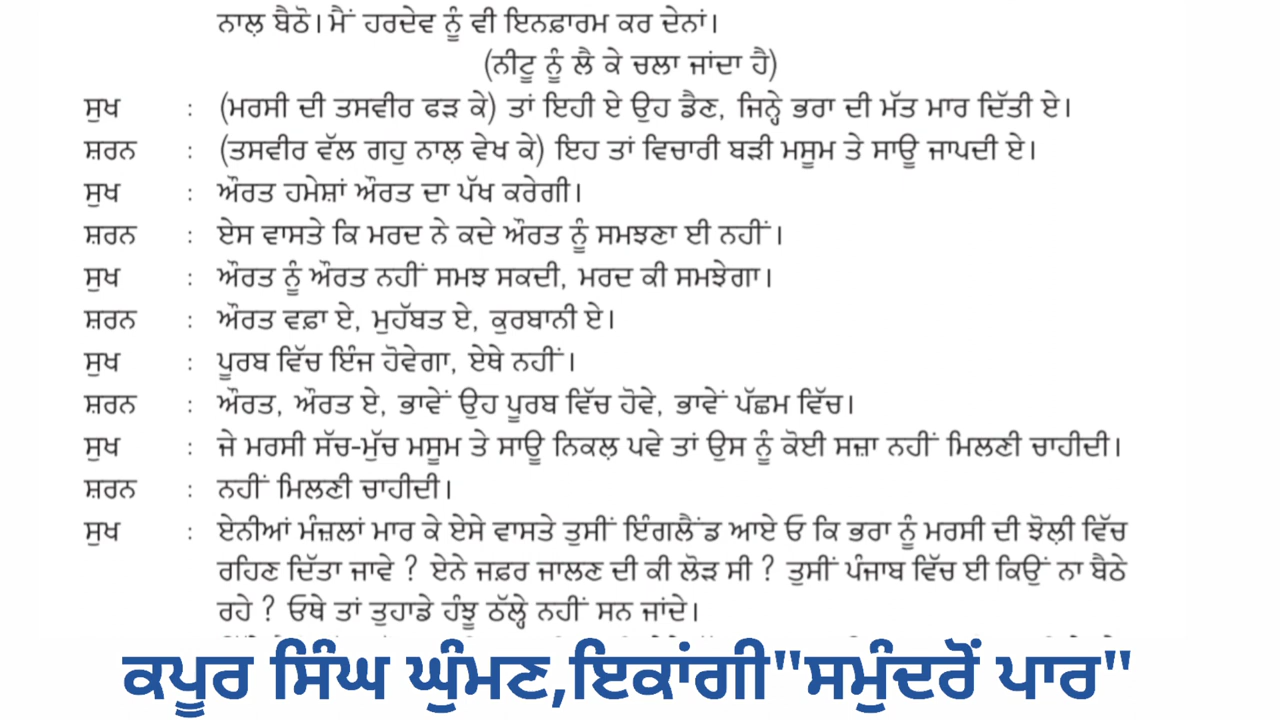 ਨਾਲ਼ ਬੈਠੋ। ਮੈਂ ਹਰਦੇਵ ਨੂੰ ਵੀ ਇਨਫ਼ਾਰਮ ਕਰ ਦੇਨਾਂ।
(ਨੀਟੂ ਨੂੰ ਲੈ ਕੇ ਚਲਾ ਜਾਂਦਾ ਹੈ)
ਸੁਖ : (ਮਰਸੀ ਦੀ ਤਸਵੀਰ ਫੜ ਕੇ) ਤਾਂ ਇਹੀ ਏ ਉਹ ਡੈਣ, ਜਿਨ੍ਹੇ ਭਰਾ ਦੀ ਮੱਤ ਮਾਰ ਦਿੱਤੀ ਏ।
ਸ਼ਰਨ : (ਤਸਵੀਰ ਵੱਲ ਗਹੁ ਨਾਲ਼ ਵੇਖ ਕੇ) ਇਹ ਤਾਂ ਵਿਚਾਰੀ ਬੜੀ ਮਸੂਮ ਤੇ ਸਾਊ ਜਾਪਦੀ ਏ।
ਸੁਖ : ਔਰਤ ਹਮੇਸ਼ਾਂ ਔਰਤ ਦਾ ਪੱਖ ਕਰੇਗੀ।
ਸ਼ਰਨ : ਏਸ ਵਾਸਤੇ ਕਿ ਮਰਦ ਨੇ ਕਦੇ ਔਰਤ ਨੂੰ ਸਮਝਣਾ ਈ ਨਹੀਂ।
ਸੁਖ : ਔਰਤ ਨੂੰ ਔਰਤ ਨਹੀਂ ਸਮਝ ਸਕਦੀ, ਮਰਦ ਕੀ ਸਮਝੇਗਾ।
ਸ਼ਰਨ : ਔਰਤ ਵਫ਼ਾ ਏ, ਮੁਹੱਬਤ ਏ, ਕੁਰਬਾਨੀ ਏ।
ਸੁਖ : ਪੂਰਬ ਵਿੱਚ ਇੰਜ ਹੋਵੇਗਾ, ਏਥੇ ਨਹੀਂ।
ਸ਼ਰਨ : ਔਰਤ, ਔਰਤ ਏ, ਭਾਵੇਂ ਉਹ ਪੂਰਬ ਵਿੱਚ ਹੋਵੇ, ਭਾਵੇਂ ਪੱਛਮ ਵਿੱਚ।
ਸੁਖ : ਜੇ ਮਰਸੀ ਸੱਚ-ਮੁੱਚ ਮਸੂਮ ਤੇ ਸਾਊ ਨਿਕਲ਼ ਪਵੇ ਤਾਂ ਉਸ ਨੂੰ ਕੋਈ ਸਜ਼ਾ ਨਹੀਂ ਮਿਲਣੀ ਚਾਹੀਦੀ।
ਸ਼ਰਨ : ਨਹੀਂ ਮਿਲਣੀ ਚਾਹੀਦੀ।
ਸੁਖ : ਏਨੀਆਂ ਮੰਜ਼ਲਾਂ ਮਾਰ ਕੇ ਏਸੇ ਵਾਸਤੇ ਤੁਸੀਂ ਇੰਗਲੈਂਡ ਆਏ ਓ ਕਿ ਭਰਾ ਨੂੰ ਮਰਸੀ ਦੀ ਝੋਲ਼ੀ ਵਿੱਚ
ਰਹਿਣ ਦਿੱਤਾ ਜਾਵੇ ? ਏਨੇ ਜਫ਼ਰ ਜਾਲਣ ਦੀ ਕੀ ਲੋੜ ਸੀ ? ਤੁਸੀਂ ਪੰਜਾਬ ਵਿੱਚ ਈ ਕਿਉਂ ਨਾ ਬੈਠੇ
ਰਹੇ ? ਓਥੇ ਤਾਂ ਤੁਹਾਡੇ ਹੰਝੂ ਠੱਲ੍ਹੇ ਨਹੀਂ ਸਨ ਜਾਂਦੇ।
ਕਪੂਰ ਸਿੰਘ ਘੁੰਮਣ,ਇਕਾਂਗੀ"ਸਮੁੰਦਰੋਂ ਪਾਰ"